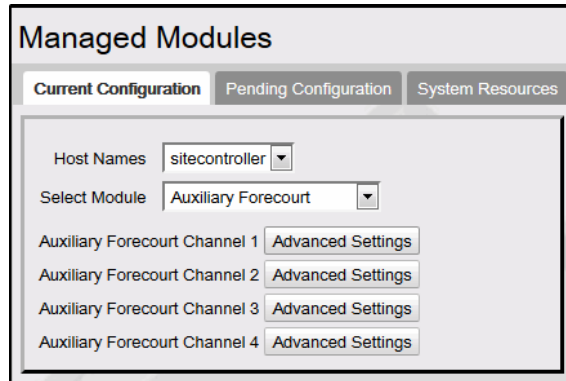 Managed Modules
Current Configuration Pending Configuration System Resources
Host Names sitecontroller
Select Module Auxiliary Forecourt
Auxiliary Forecourt Channel 1 Advanced Settings
Auxiliary Forecourt Channel 2 Advanced Settings
Auxiliary Forecourt Channel 3 Advanced Settings
Auxiliary Forecourt Channel 4 Advanced Settings